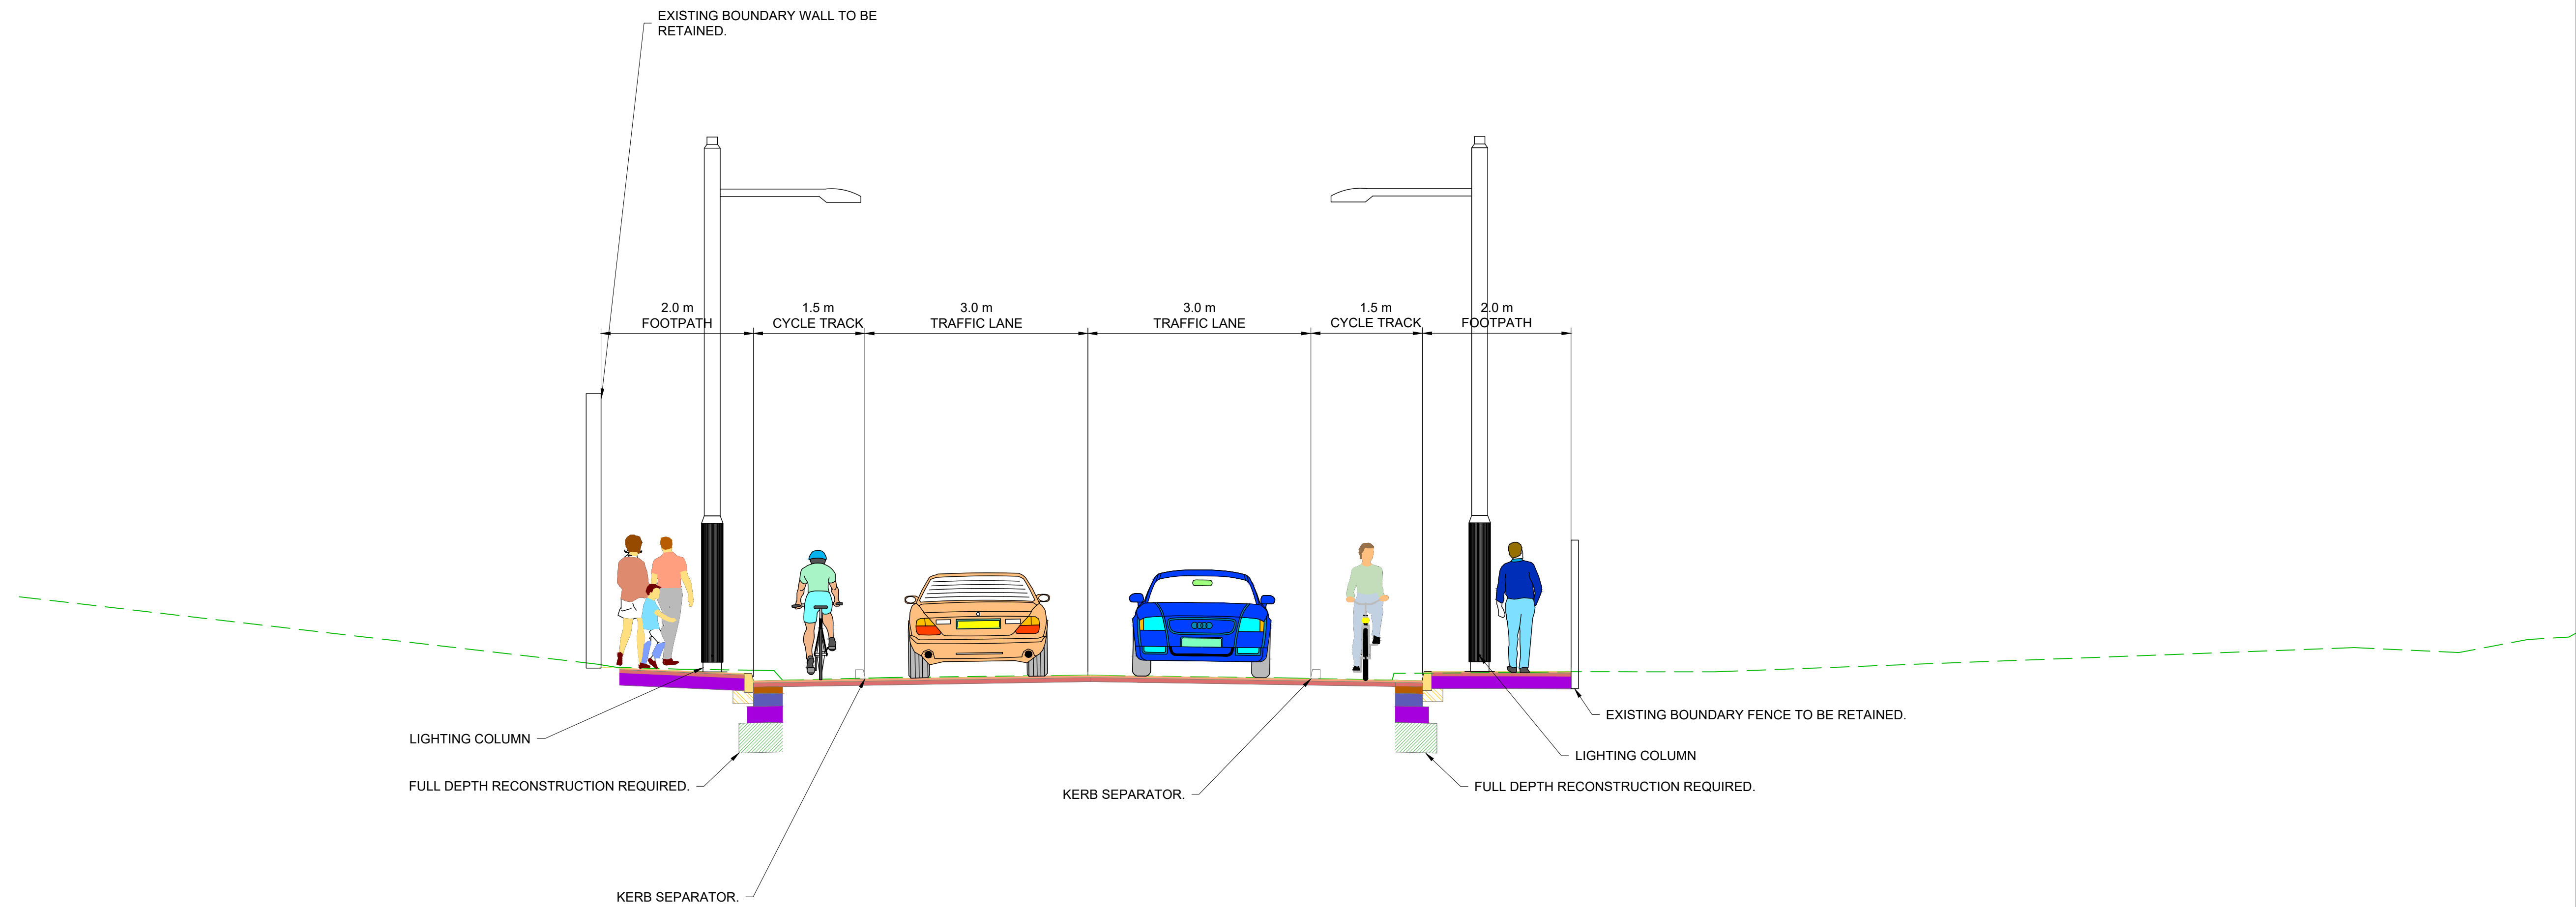 EXISTING BOUNDARY WALL TO BE
RETAINED.
2.0 m
FOOTPATH
1.5 m
CYCLE TRACK
3.0 m
TRAFFIC LANE
3.0 m
TRAFFIC LANE
1.5 m
CYCLE TRACK
2.0 m
FOOTPATH
EXISTING BOUNDARY FENCE TO BE RETAINED.
LIGHTING COLUMN
LIGHTING COLUMN
FULL DEPTH RECONSTRUCTION REQUIRED.
KERB SEPARATOR.
FULL DEPTH RECONSTRUCTION REQUIRED.
KERB SEPARATOR.